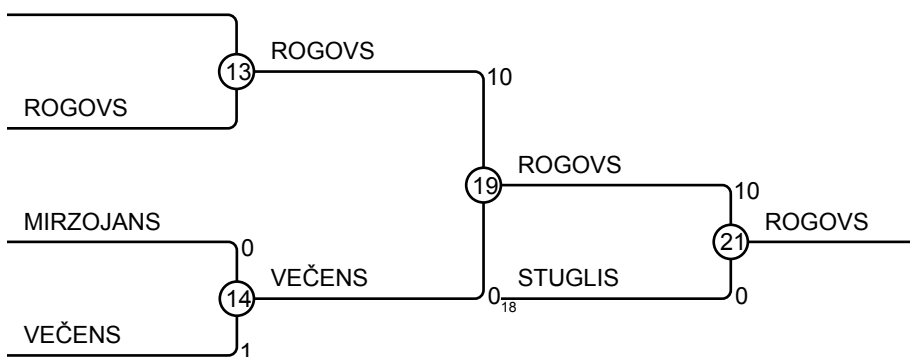 ROGOVS
13
10
ROGOVS
ROGOVS
19
10
MIRZOJANS
ROGOVS
0
21
VEČENS
STUGLIS
14
0
18
0
VEČENS
1